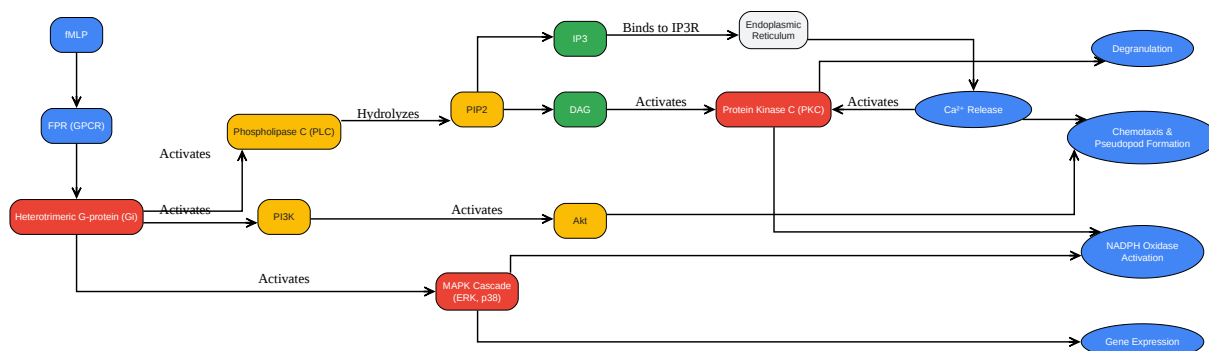 fMLP
IP3
Binds to IP3R
Endoplasmic
Reticulum
Degranulation
FPR (GPCR)
Phospholipase C (PLC)
Hydrolyzes
PIP2
DAG
Activates
Protein Kinase C (PKC)
Activates
Ca²⁺ Release
Chemotaxis &
Pseudopod Formation
Activates
Heterotrimeric G-protein (Gi)
Activates
PI3K
Activates
Akt
NADPH Oxidase
Activation
Activates
MAPK Cascade
(ERK, p38)
Gene Expression